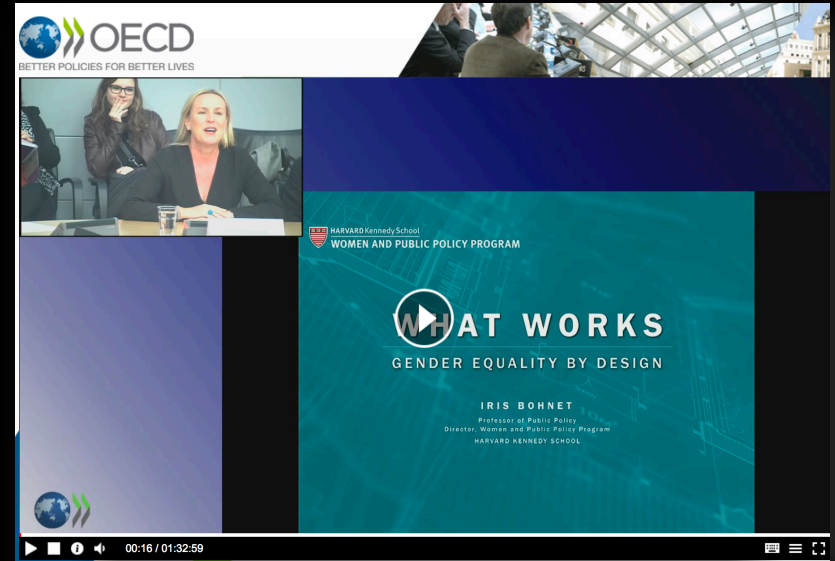 OECD
BETTER POLICIES FOR BETTER LIVES
HARVARD Kennedy School
WOMEN AND PUBLIC POLICY PROGRAM
WHAT WORKS
GENDER EQUALITY BY DESIGN
IRIS BOHNET
Professor of Public Policy
Director, Women and Public Policy Program
HARVARD KENNEDY SCHOOL
00:16 / 01:32:59